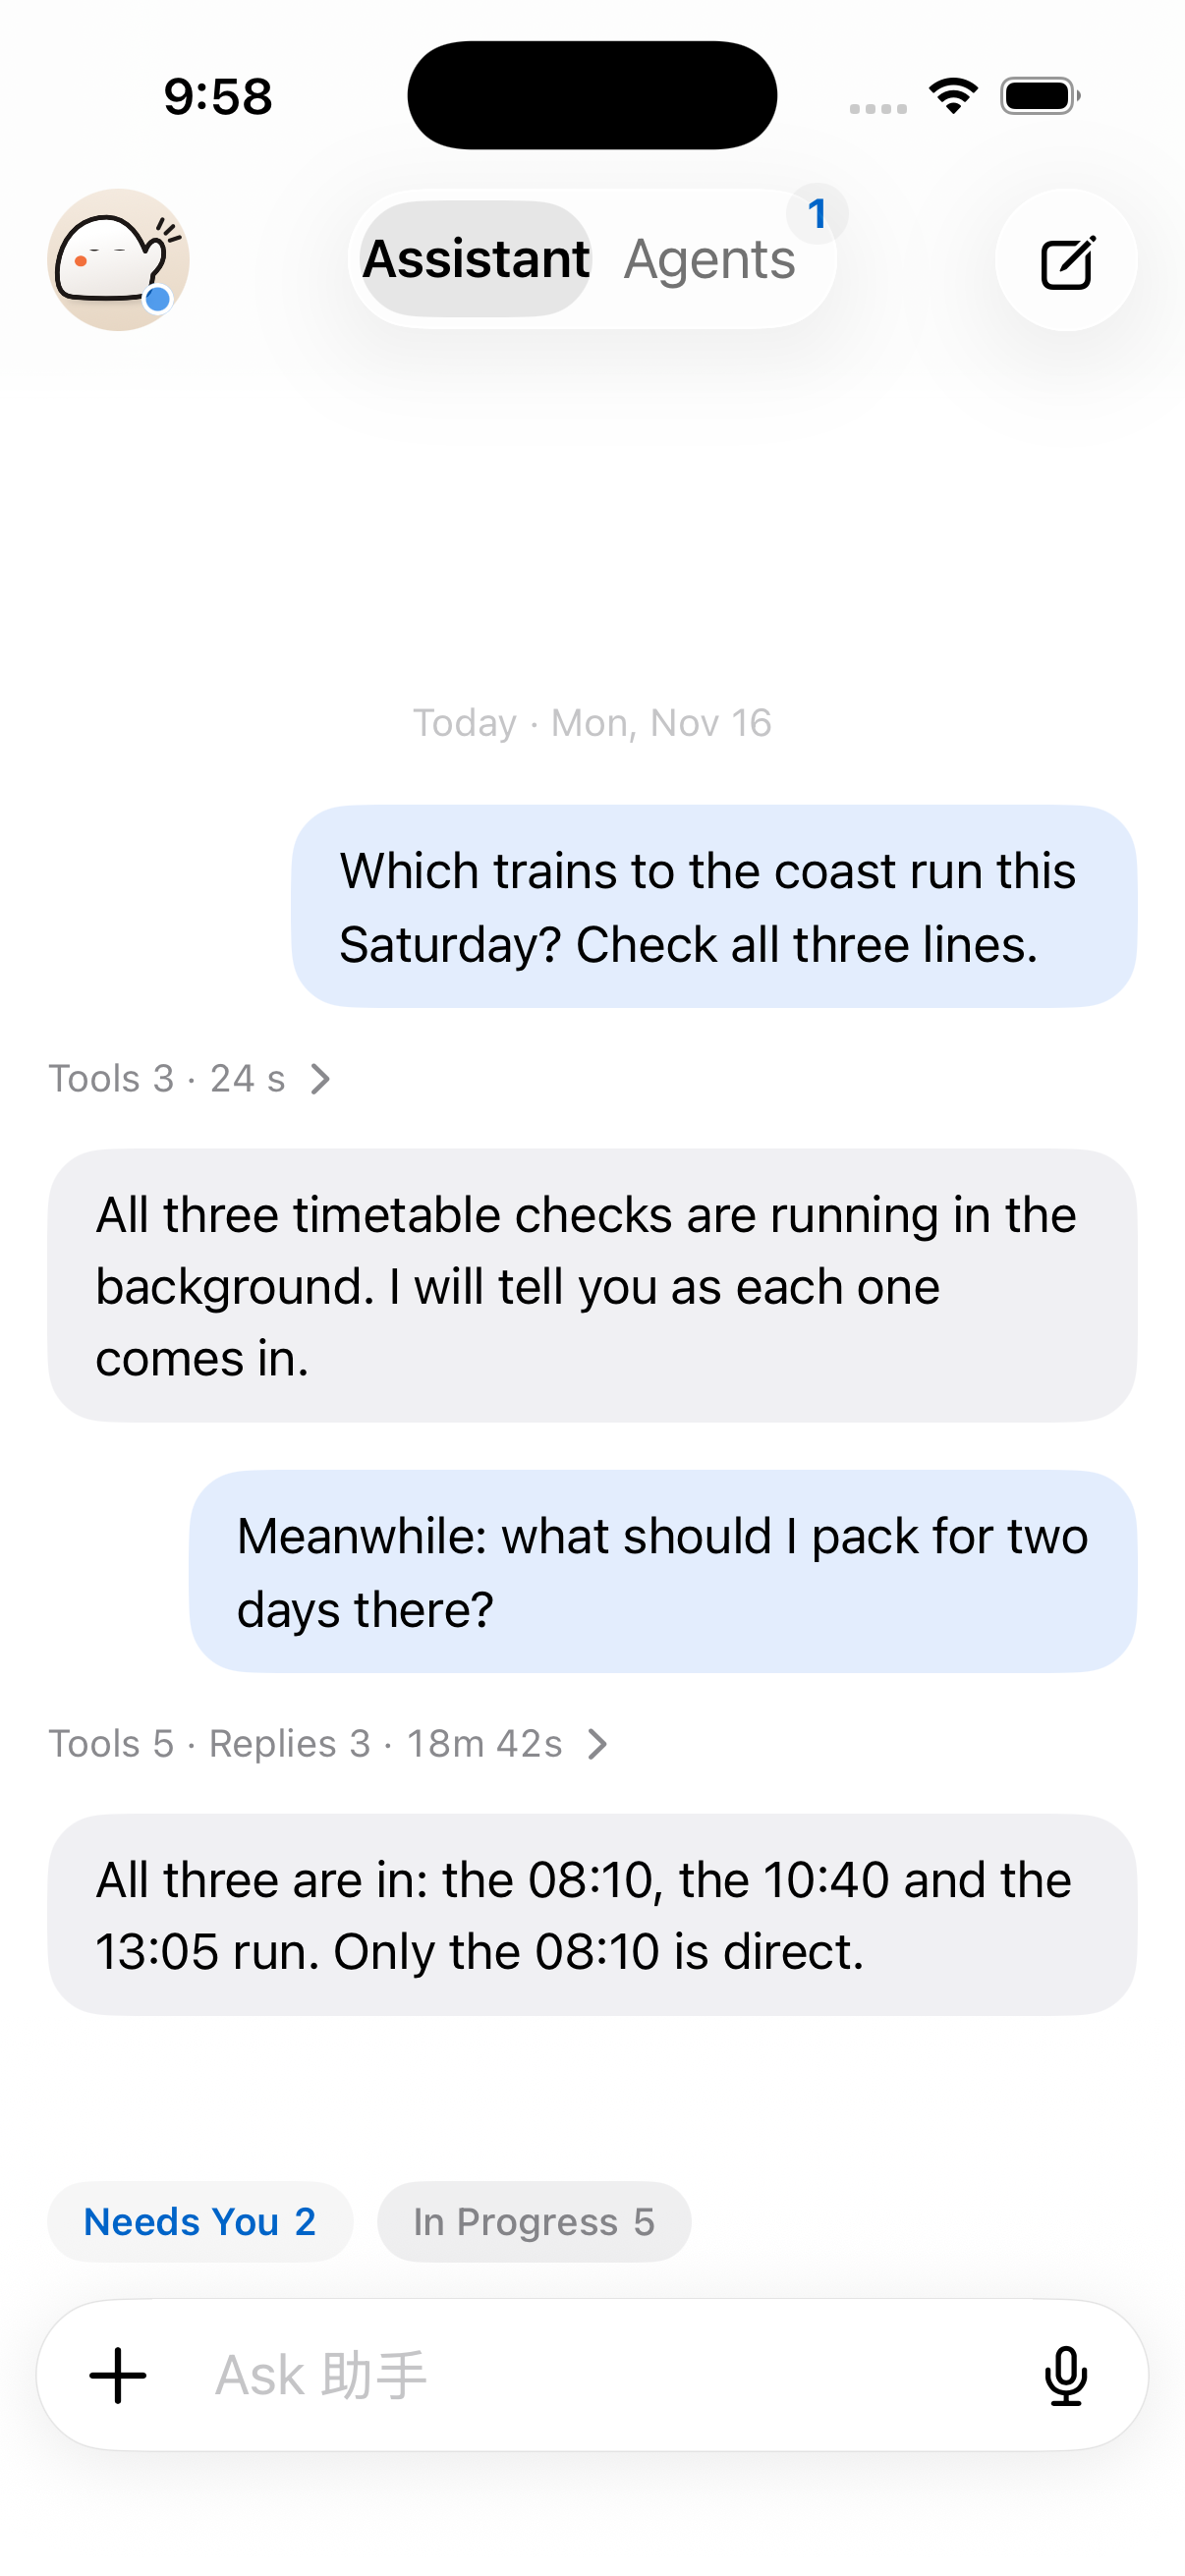 9:58
Assistant
Agents
1
Today · Mon, Nov 16
Which trains to the coast run this
Saturday? Check all three lines.
Tools 3 · 24 s
All three timetable checks are running in the
background. I will tell you as each one
comes in.
Meanwhile: what should I pack for two
days there?
Tools 5 · Replies 3 · 18m 42s
All three are in: the 08:10, the 10:40 and the
13:05 run. Only the 08:10 is direct.
Needs You 2
In Progress 5
Ask 助手